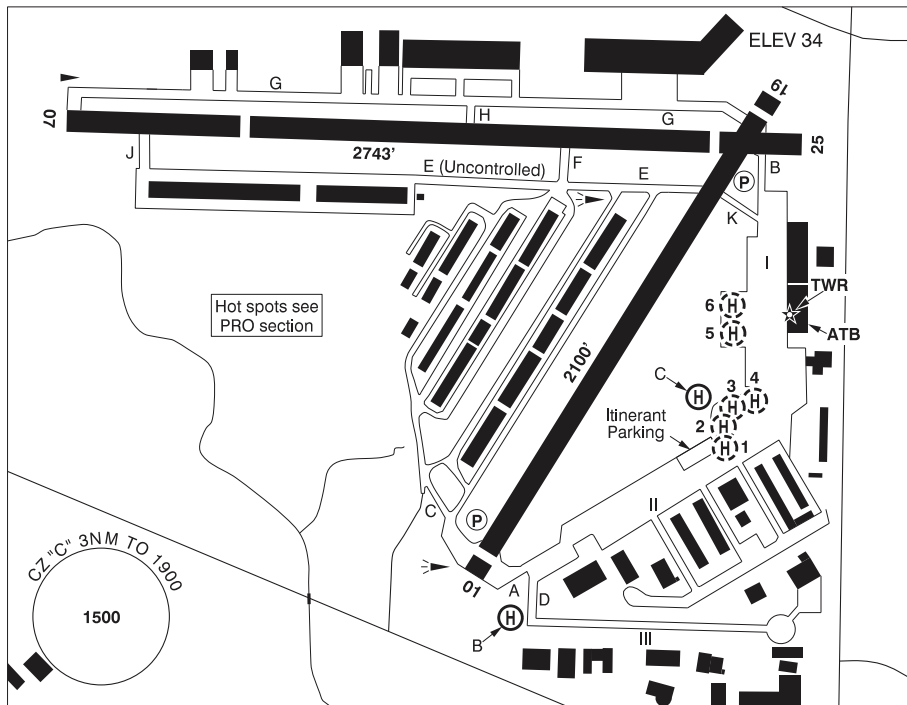 ELEV 34
G
19
07
H
G
25
J
2743'
E (Uncontrolled)
F
E
P
B
K
I
Hot spots see
PRO section
6
H
TWR
5
H
ATB
2100'
C
H
3
4
H
H
Itinerant
Parking
2
H
H
1
C
P
II
CZ "C" 3NM TO 1900
1500
01
A
D
H
B
III